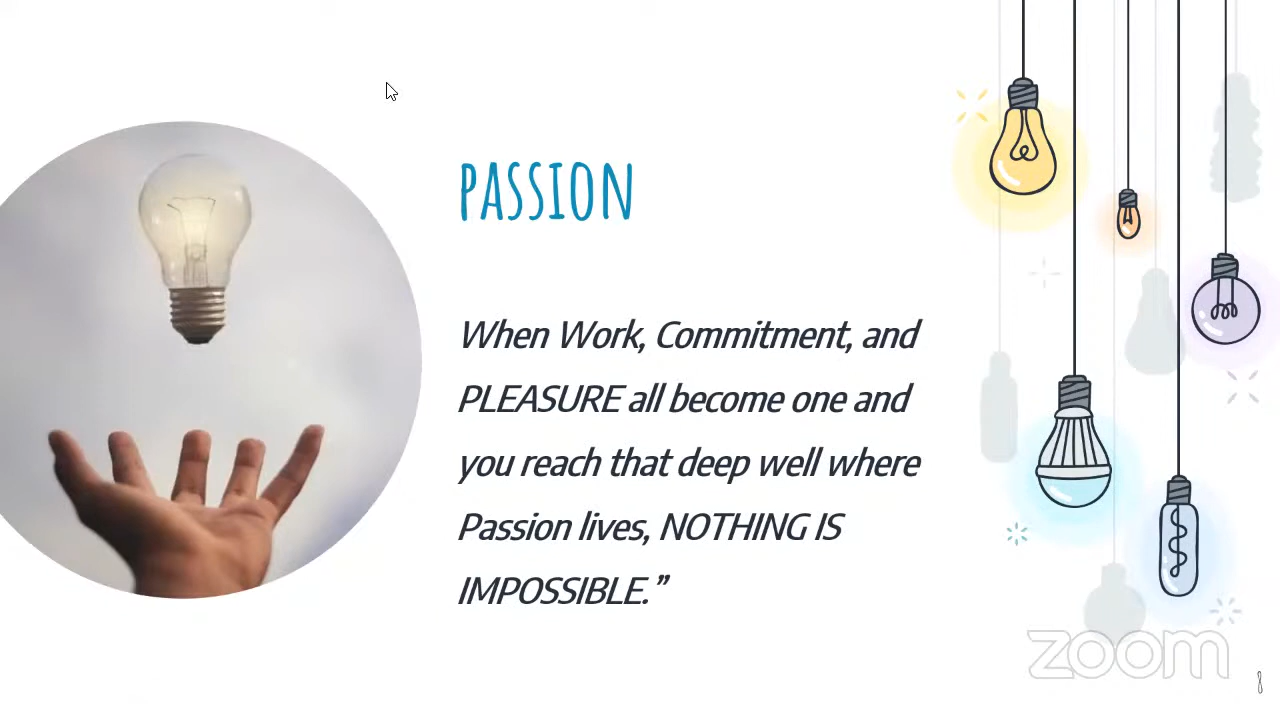 PASSION
When Work, Commitment, and
PLEASURE all become one and
you reach that deep well where
Passion lives, NOTHING IS
IMPOSSIBLE.”
zoom
8